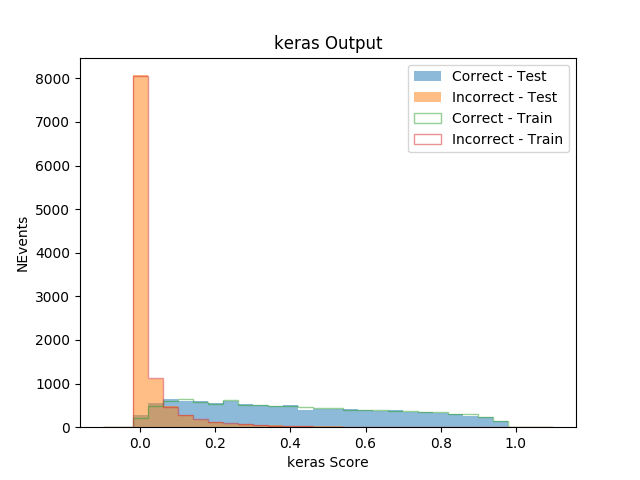 keras Output
Correct - Test
Incorrect - Test
Correct - Train
Incorrect - Train
8000
7000
6000
5000
4000
3000
2000
1000
0
NEvents
0.0 0.2 0.4 0.6 0.8 1.0
keras Score